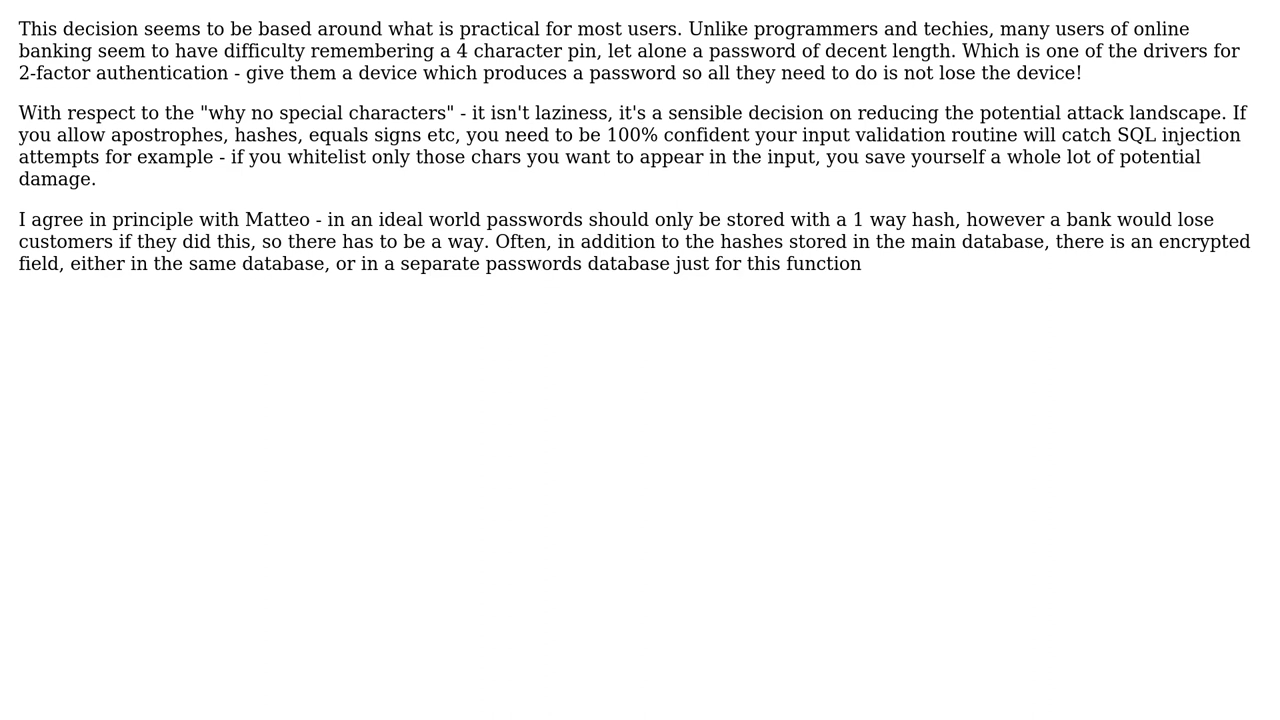 This decision seems to be based around what is practical for most users. Unlike programmers and techies, many users of online
banking seem to have difficulty remembering a 4 character pin, let alone a password of decent length. Which is one of the drivers for
2-factor authentication - give them a device which produces a password so all they need to do is not lose the device!
With respect to the "why no special characters" - it isn't laziness, it's a sensible decision on reducing the potential attack landscape. If
you allow apostrophes, hashes, equals signs etc, you need to be 100% confident your input validation routine will catch SQL injection
attempts for example - if you whitelist only those chars you want to appear in the input, you save yourself a whole lot of potential
damage.
I agree in principle with Matteo - in an ideal world passwords should only be stored with a 1 way hash, however a bank would lose
customers if they did this, so there has to be a way. Often, in addition to the hashes stored in the main database, there is an encrypted
field, either in the same database, or in a separate passwords database just for this function